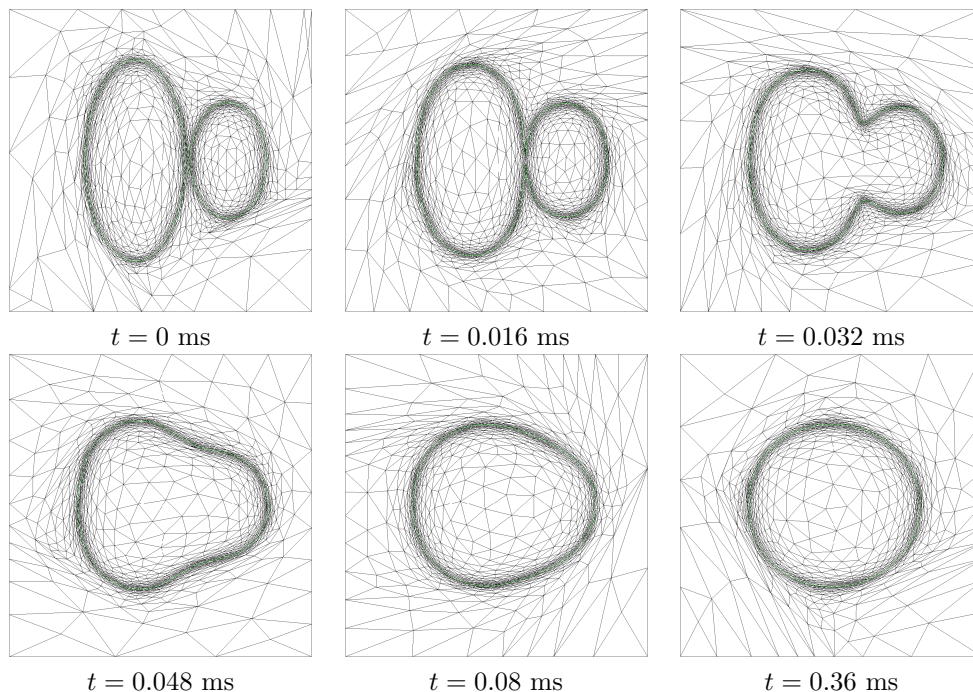 t = 0 ms
t = 0.016 ms
t = 0.032 ms
t = 0.048 ms
t = 0.08 ms
t = 0.36 ms